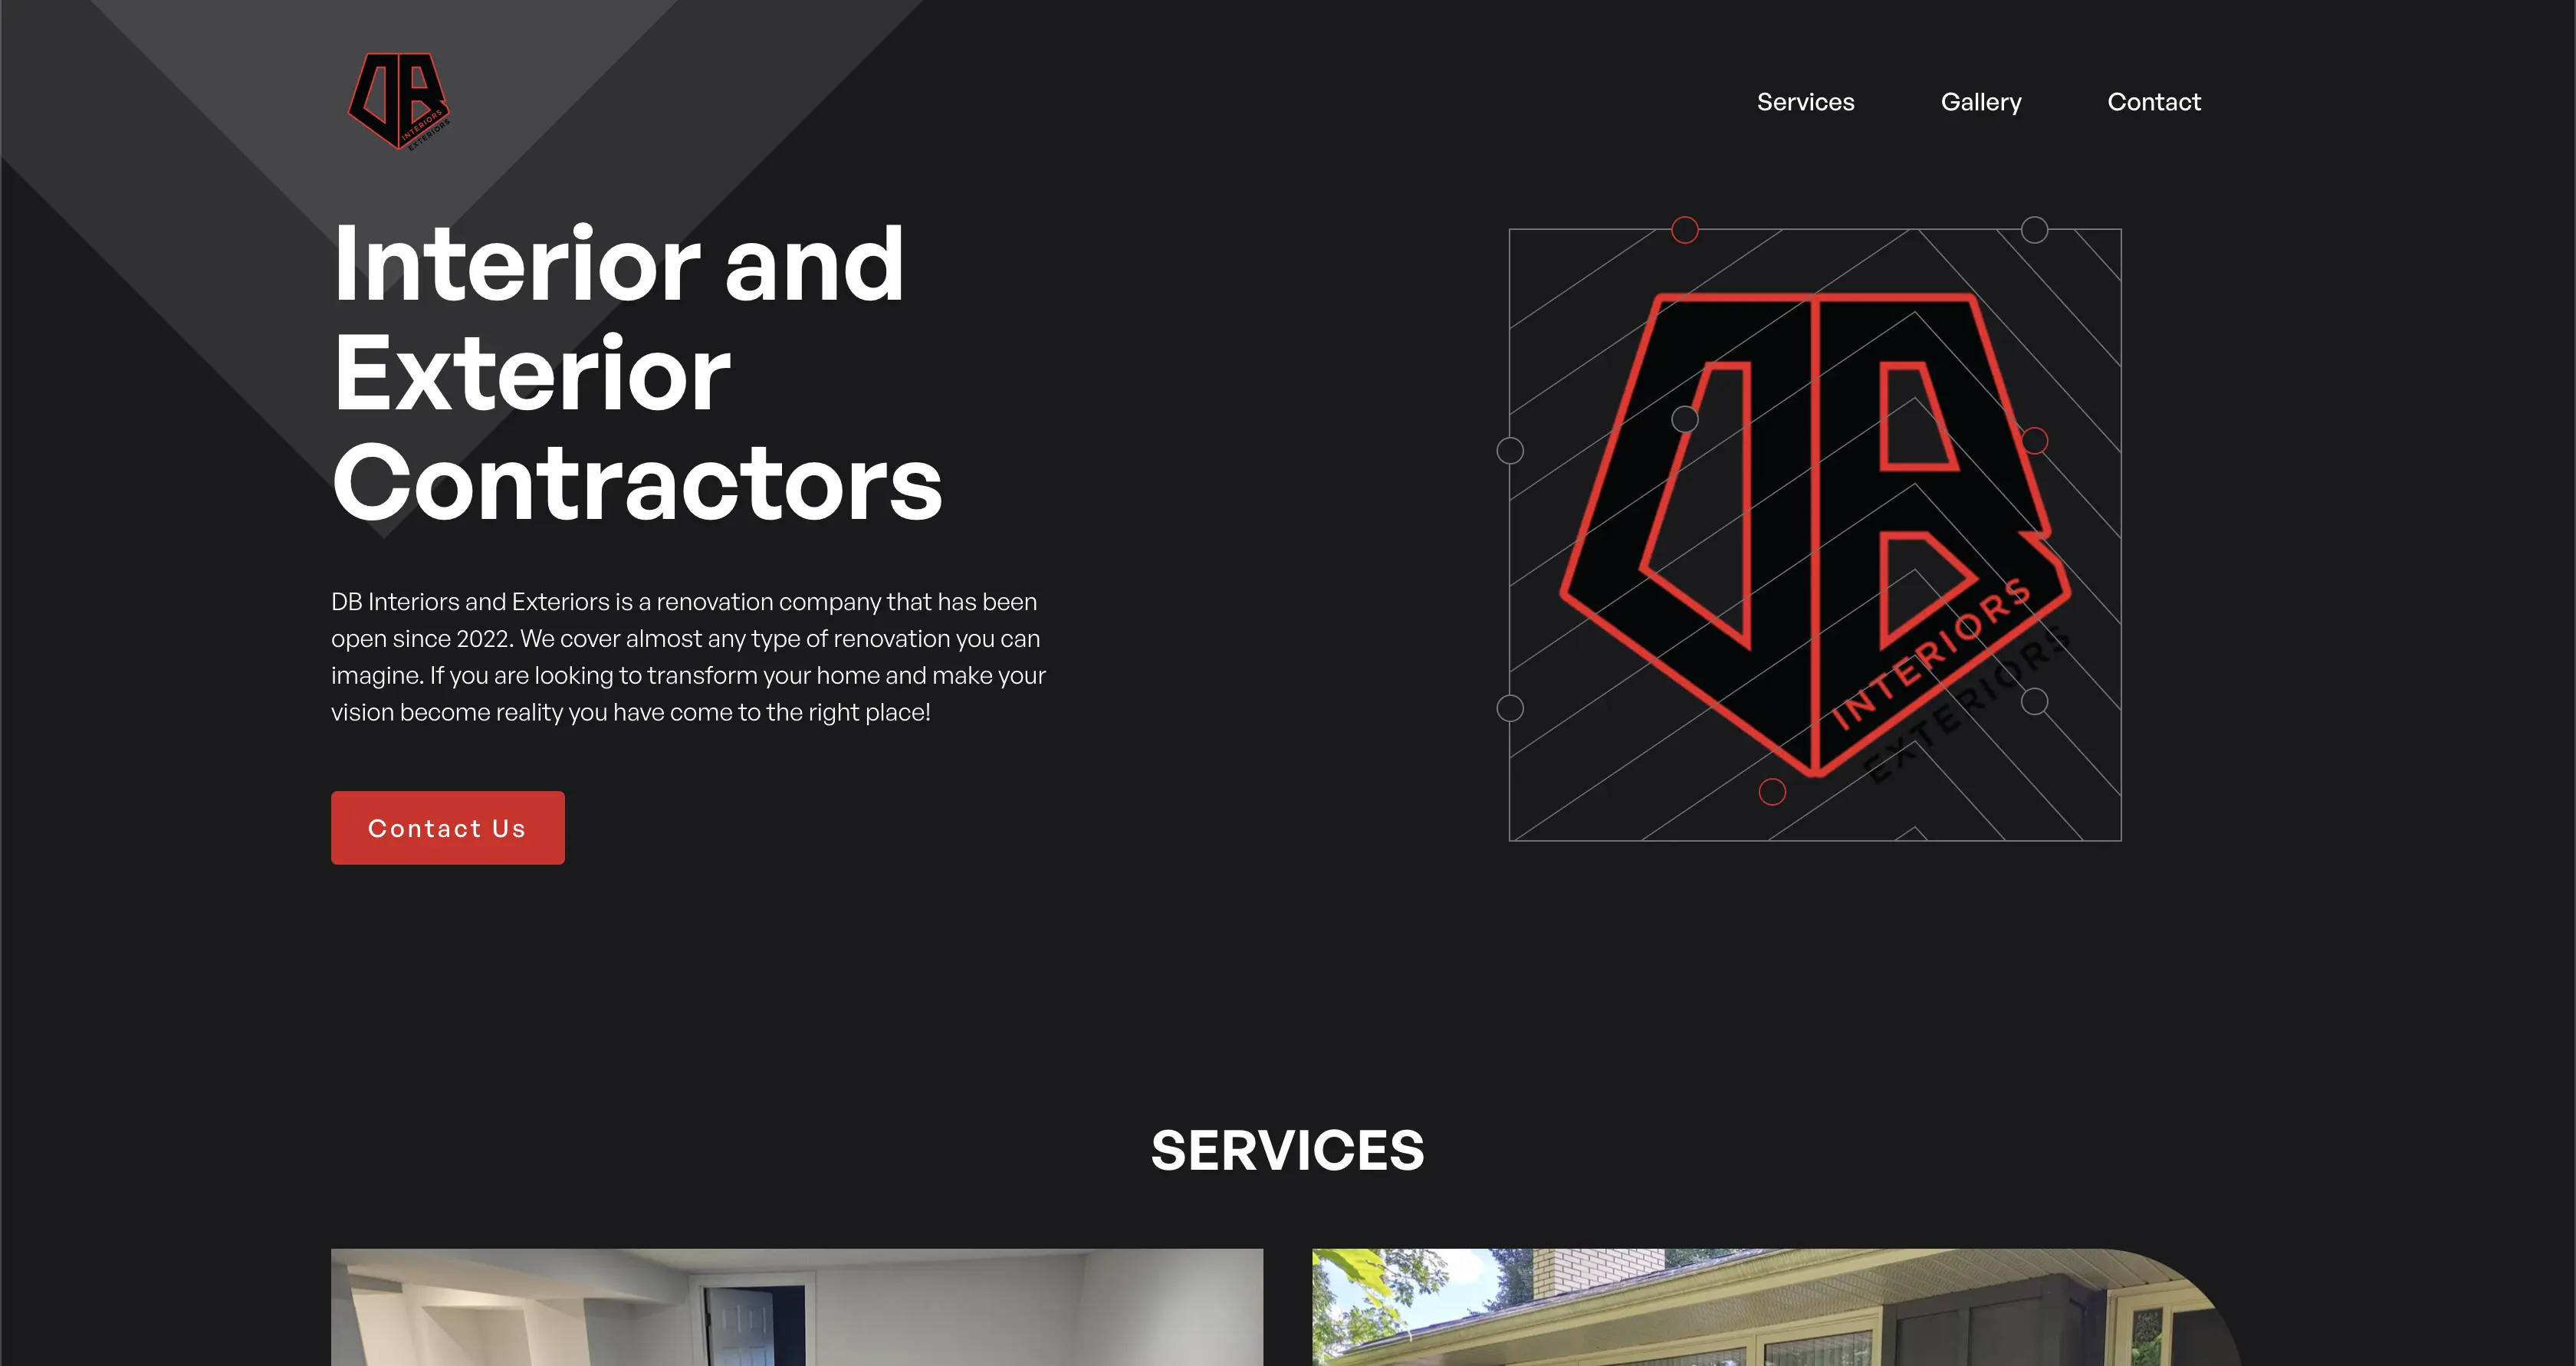 DB
INTERIORS
EXTERIORS
Services
Gallery
Contact
Interior and
Exterior
Contractors
DB Interiors and Exteriors is a renovation company that has been
open since 2022. We cover almost any type of renovation you can
imagine. If you are looking to transform your home and make your
vision become reality you have come to the right place!
Contact Us
DB
INTERIORS
EXTERIORS
SERVICES